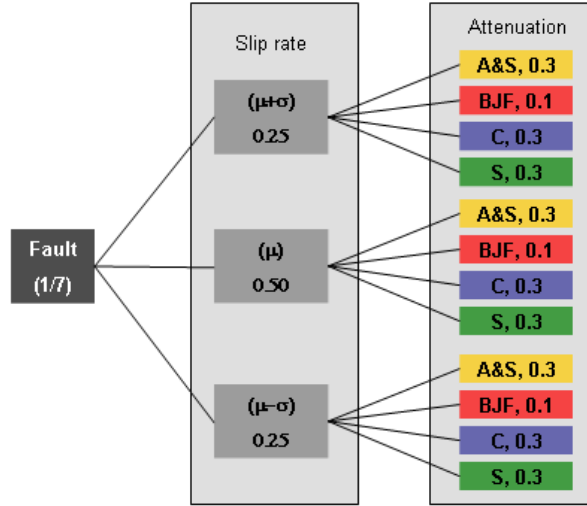 Slip rate
Attenuation
Fault
(1/7)
(μ+σ)
0.25
A&S, 0.3
BJF, 0.1
C, 0.3
S, 0.3
(μ)
0.50
A&S, 0.3
BJF, 0.1
C, 0.3
S, 0.3
(μ−σ)
0.25
A&S, 0.3
BJF, 0.1
C, 0.3
S, 0.3